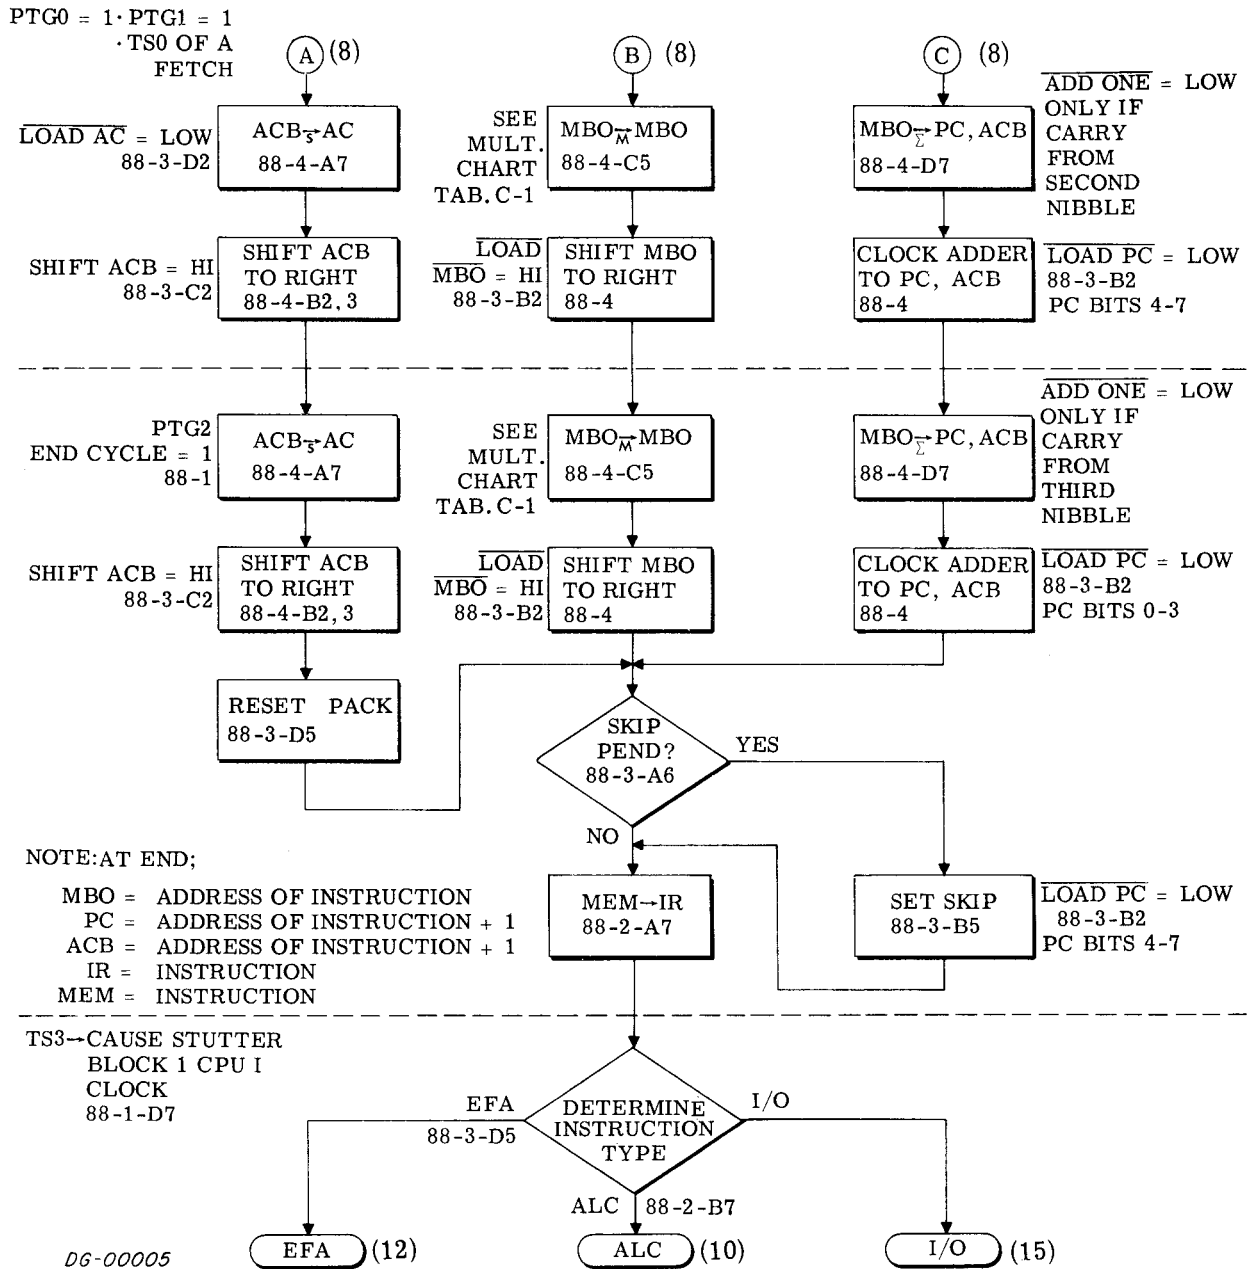 PTG0 = 1· PTG1 = 1
·TS0 OF A
FETCH
A (8)
B (8)
C (8)
LOAD AC = LOW
88-3-D2
ACB→AC
S
88-4-A7
SEE
MULT.
CHART
TAB. C-1
MBO→MBO
M
88-4-C5
MBO→PC, ACB
Σ
88-4-D7
ADD ONE = LOW
ONLY IF
CARRY
FROM
SECOND
NIBBLE
SHIFT ACB = HI
88-3-C2
SHIFT ACB
TO RIGHT
88-4-B2, 3
LOAD
MBO = HI
88-3-B2
SHIFT MBO
TO RIGHT
88-4
CLOCK ADDER
TO PC, ACB
88-4
LOAD PC = LOW
88-3-B2
PC BITS 4-7
PTG2
END CYCLE = 1
88-1
ACB→AC
S
88-4-A7
SEE
MULT.
CHART
TAB. C-1
MBO→MBO
M
88-4-C5
MBO→PC, ACB
Σ
88-4-D7
ADD ONE = LOW
ONLY IF
CARRY
FROM
THIRD
NIBBLE
SHIFT ACB = HI
88-3-C2
SHIFT ACB
TO RIGHT
88-4-B2, 3
LOAD
MBO = HI
88-3-B2
SHIFT MBO
TO RIGHT
88-4
CLOCK ADDER
TO PC, ACB
88-4
LOAD PC = LOW
88-3-B2
PC BITS 0-3
RESET PACK
88-3-D5
SKIP
PEND?
88-3-A6
YES
NO
NOTE:AT END;
MBO = ADDRESS OF INSTRUCTION
PC = ADDRESS OF INSTRUCTION + 1
ACB = ADDRESS OF INSTRUCTION + 1
IR = INSTRUCTION
MEM = INSTRUCTION
MEM→IR
88-2-A7
SET SKIP
88-3-B5
LOAD PC = LOW
88-3-B2
PC BITS 4-7
TS3→CAUSE STUTTER
BLOCK 1 CPU I
CLOCK
88-1-D7
EFA
88-3-D5
DETERMINE
INSTRUCTION
TYPE
I/O
ALC 88-2-B7
EFA (12)
ALC (10)
I/O (15)
DG-00005